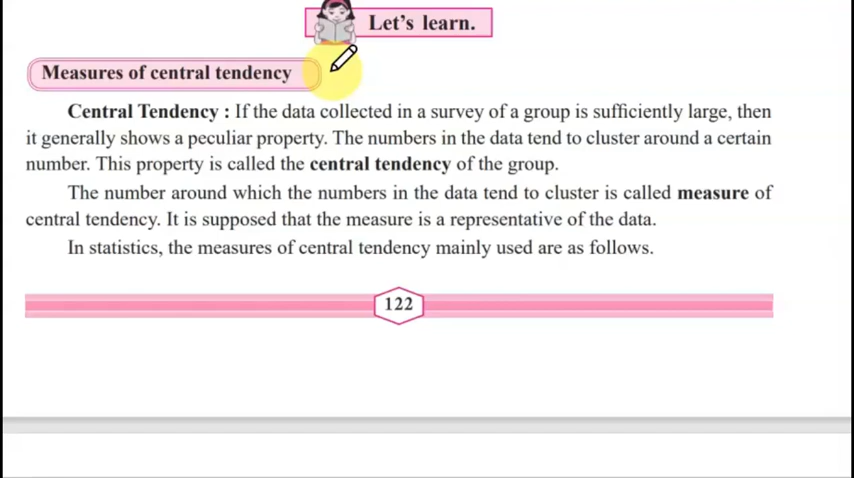 Let's learn.
Measures of central tendency
Central Tendency : If the data collected in a survey of a group is sufficiently large, then
it generally shows a peculiar property. The numbers in the data tend to cluster around a certain
number. This property is called the central tendency of the group.
The number around which the numbers in the data tend to cluster is called measure of
central tendency. It is supposed that the measure is a representative of the data.
In statistics, the measures of central tendency mainly used are as follows.
122